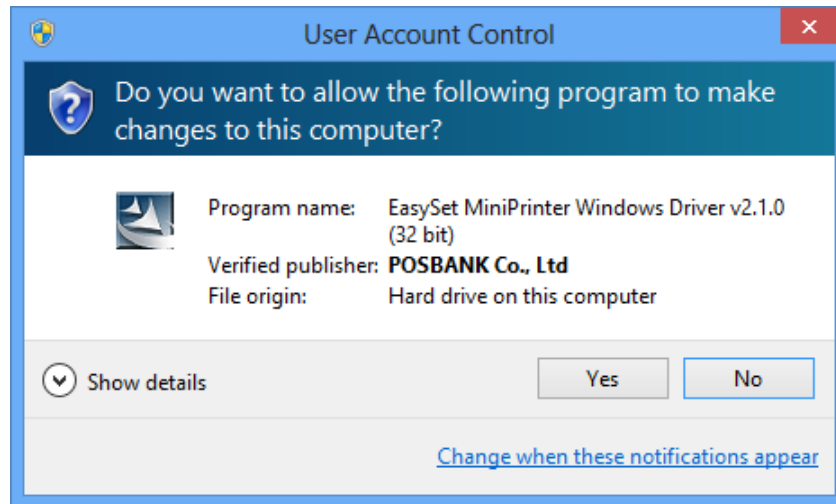 User Account Control
Do you want to allow the following program to make
changes to this computer?
Program name: EasySet MiniPrinter Windows Driver v2.1.0
(32 bit)
Verified publisher: POSBANK Co., Ltd
File origin: Hard drive on this computer
Show details
Yes No
Change when these notifications appear